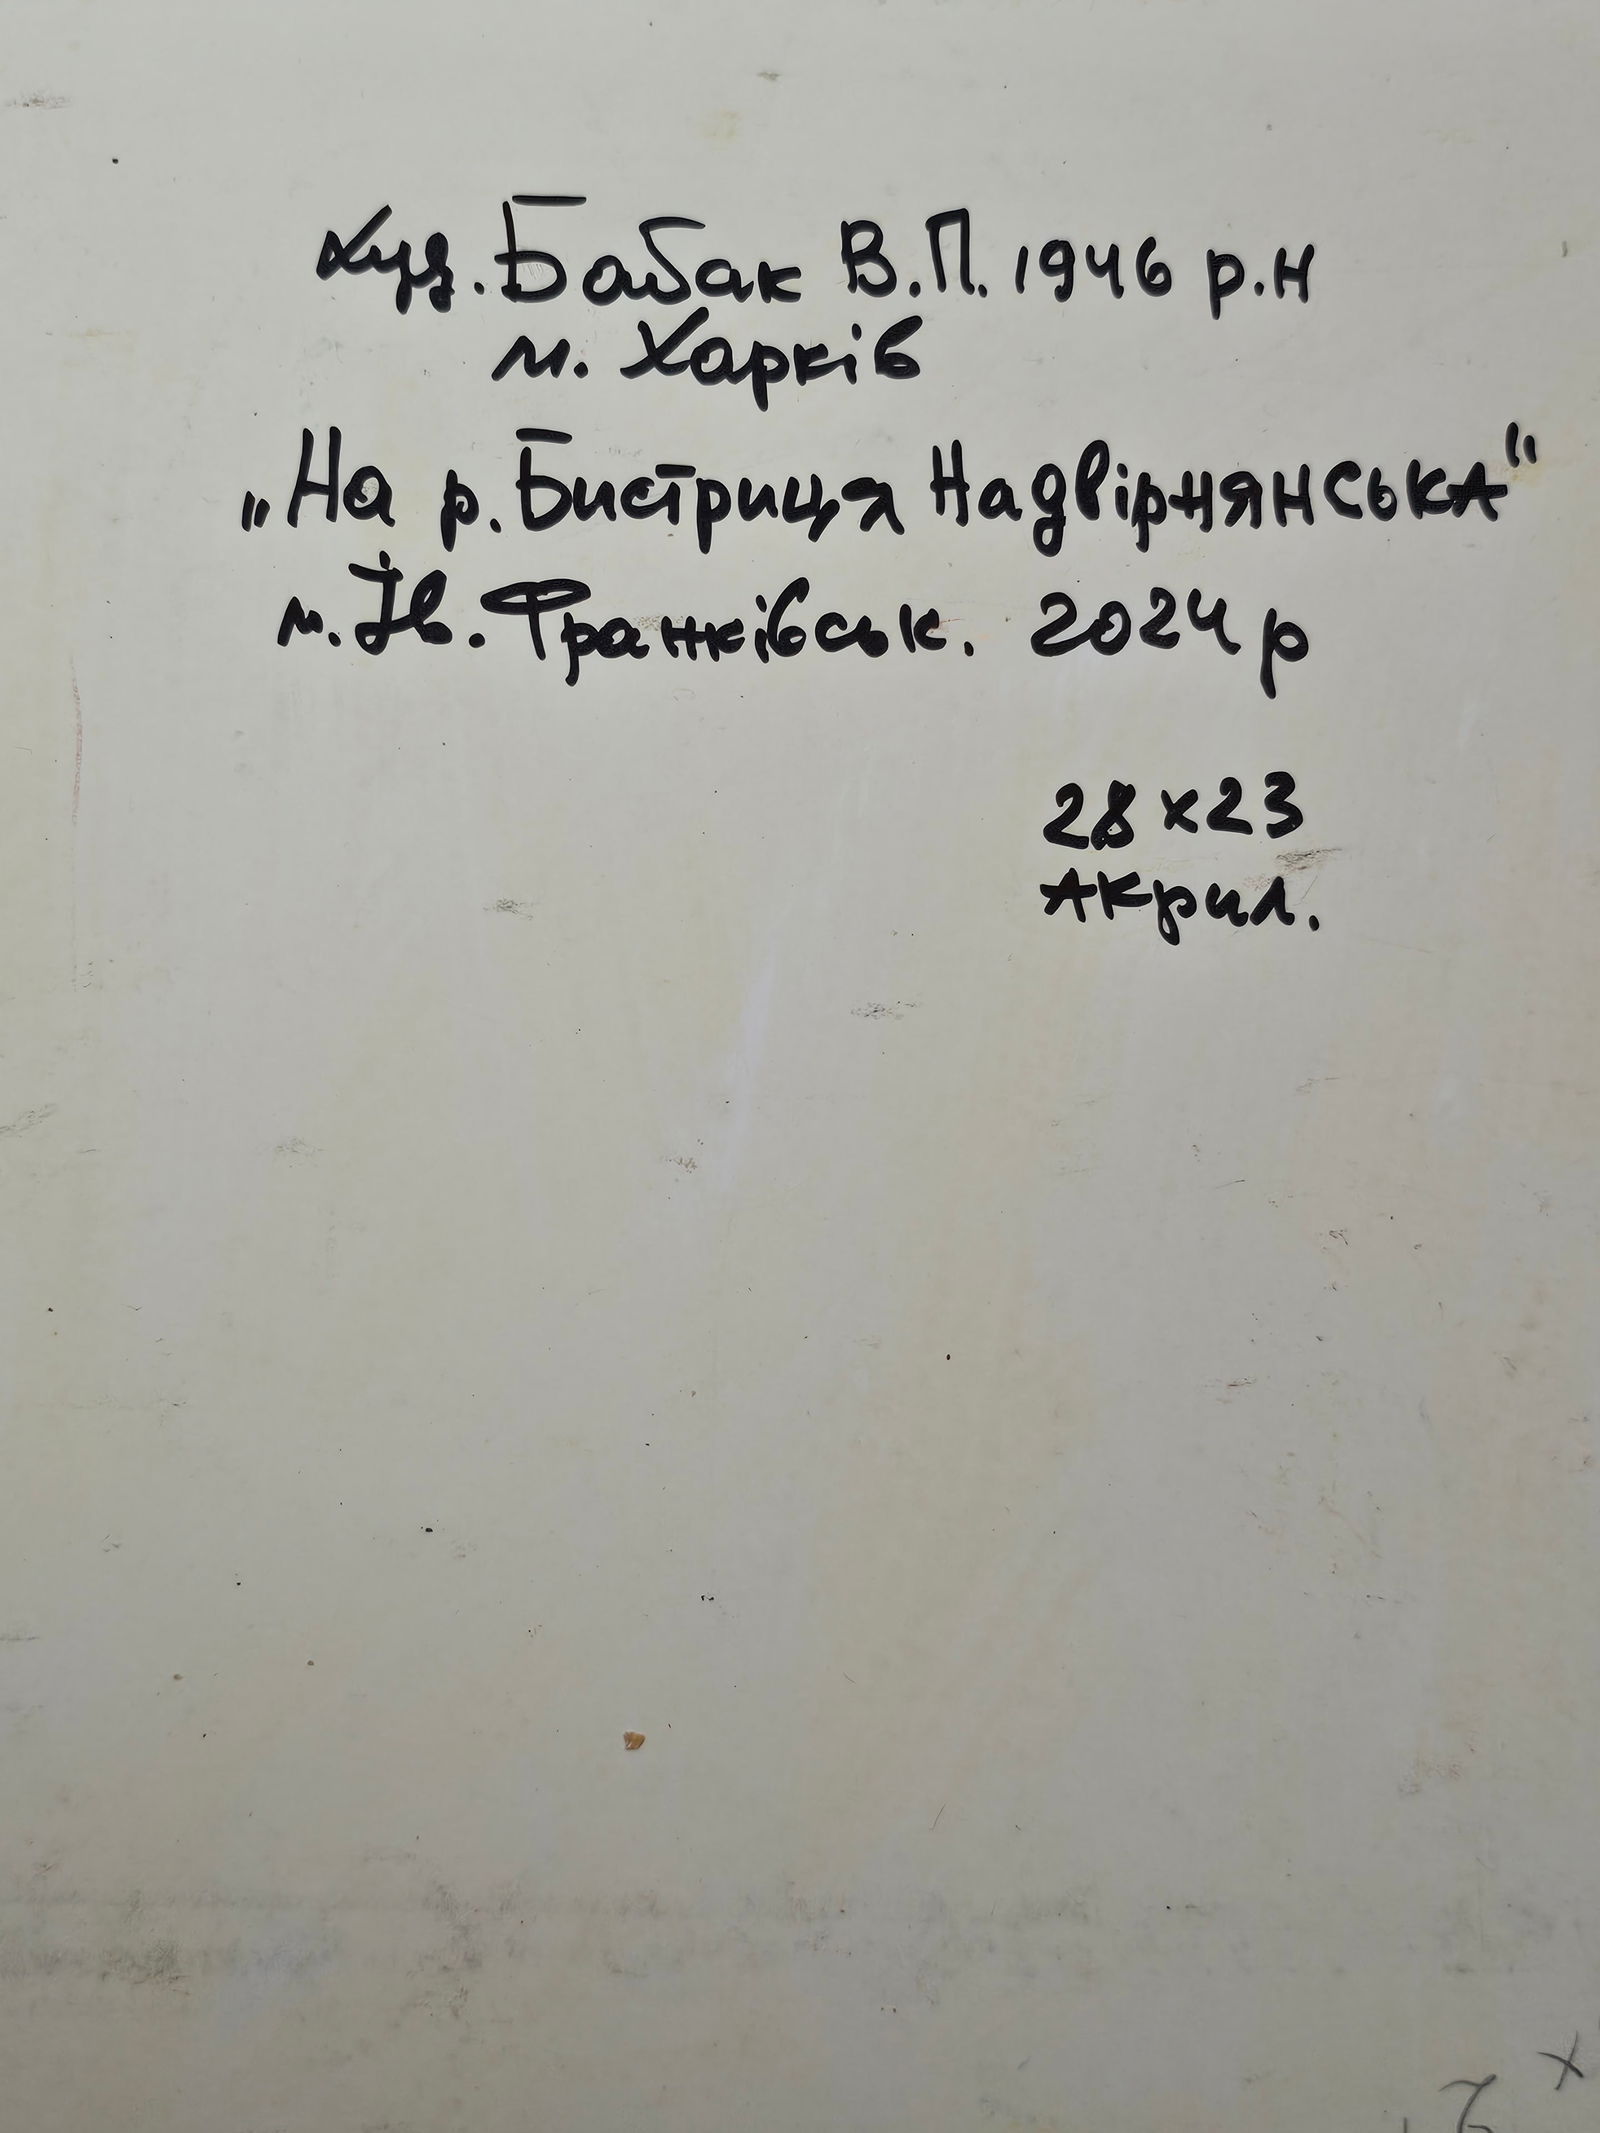 худ. Бабак В.П. 1946 р.н
м. Харків
„На р. Бистриця Надвірнянська“
м. Ів. Франківськ. 2024 р
28 х 23
Акрил.